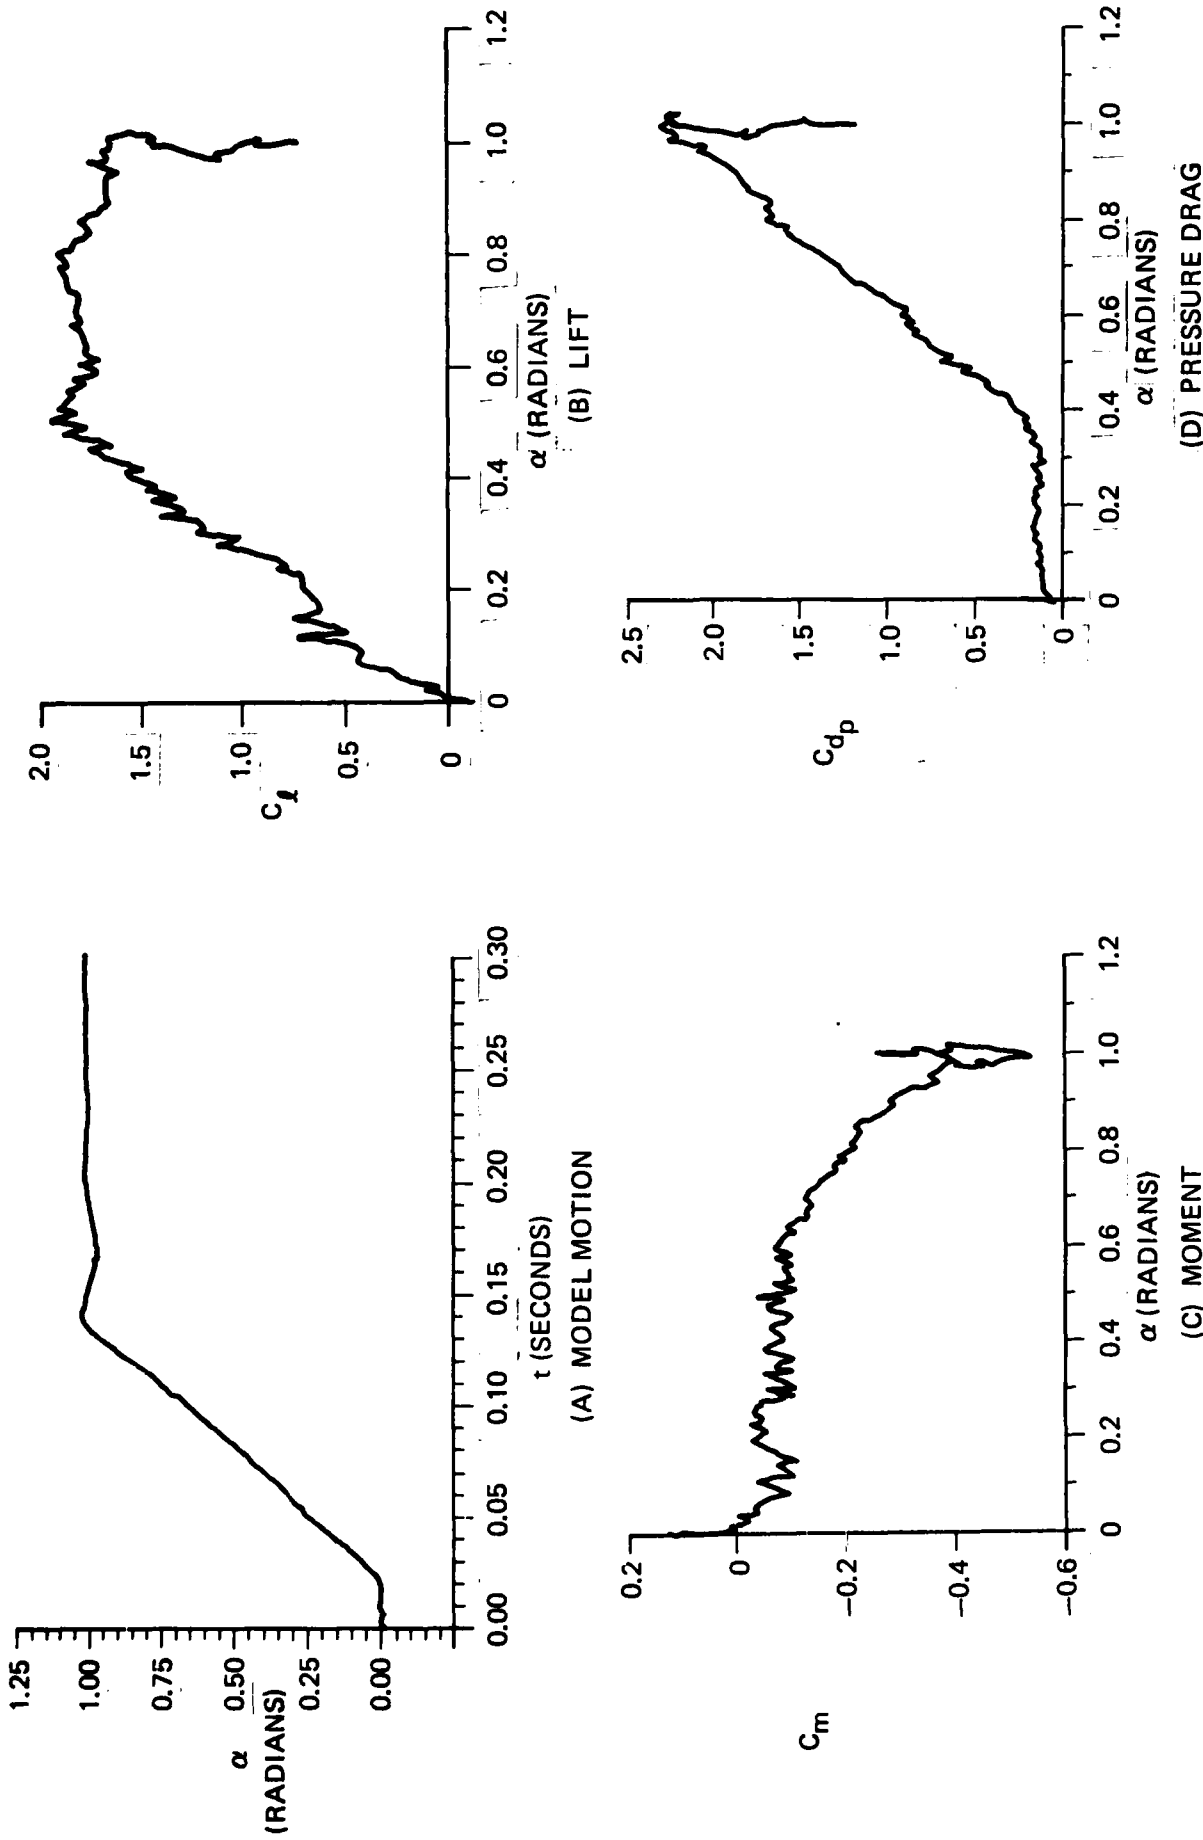 1.25
1.00
0.75
0.50
0.25
0.00
α
(RADIANS)
0.00 0.05 0.10 0.15 0.20 0.25 0.30
t (SECONDS)
(A) MODEL MOTION
2.0
1.5
1.0
0.5
0
Cℓ
0 0.2 0.4 0.6 0.8 1.0 1.2
α (RADIANS)
(B) LIFT
0.2
0
−0.2
−0.4
−0.6
Cm
0 0.2 0.4 0.6 0.8 1.0 1.2
α (RADIANS)
(C) MOMENT
2.5
2.0
1.5
1.0
0.5
0
Cdp
0 0.2 0.4 0.6 0.8 1.0 1.2
α (RADIANS)
(D) PRESSURE DRAG